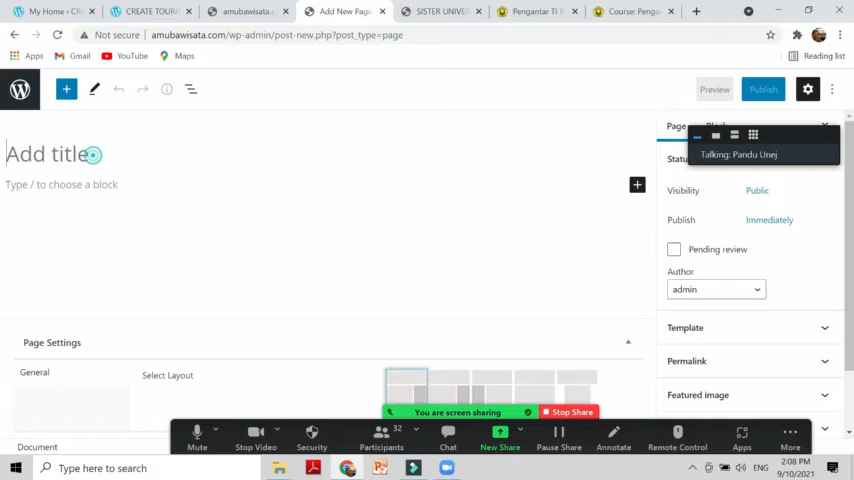 My Home ‹ CR
CREATE TOURI
amubawisata.c
Add New Page
SISTER UNIVER
Pengantar TI (
Course: Penga
Not secure
amubawisata.com/wp-admin/post-new.php?post_type=page
Apps
Gmail
YouTube
Maps
Reading list
Preview
Publish
Page
Block
Talking: Pandu Unej
Add title
Type / to choose a block
Statu
Visibility
Public
Publish
Immediately
Pending review
Author
admin
Template
Permalink
Featured image
Page Settings
General
Select Layout
You are screen sharing
Stop Share
32
Mute
Stop Video
Security
Participants
Chat
New Share
Pause Share
Annotate
Remote Control
Apps
More
Document
Type here to search
ENG
2:08 PM
9/10/2021